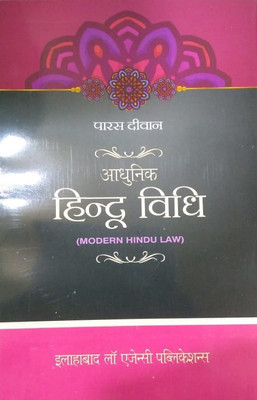 पारस दीवान
आधुनिक
हिन्दू विधि
(MODERN HINDU LAW)
इलाहाबाद लॉ एजेन्सी पब्लिकेशन्स